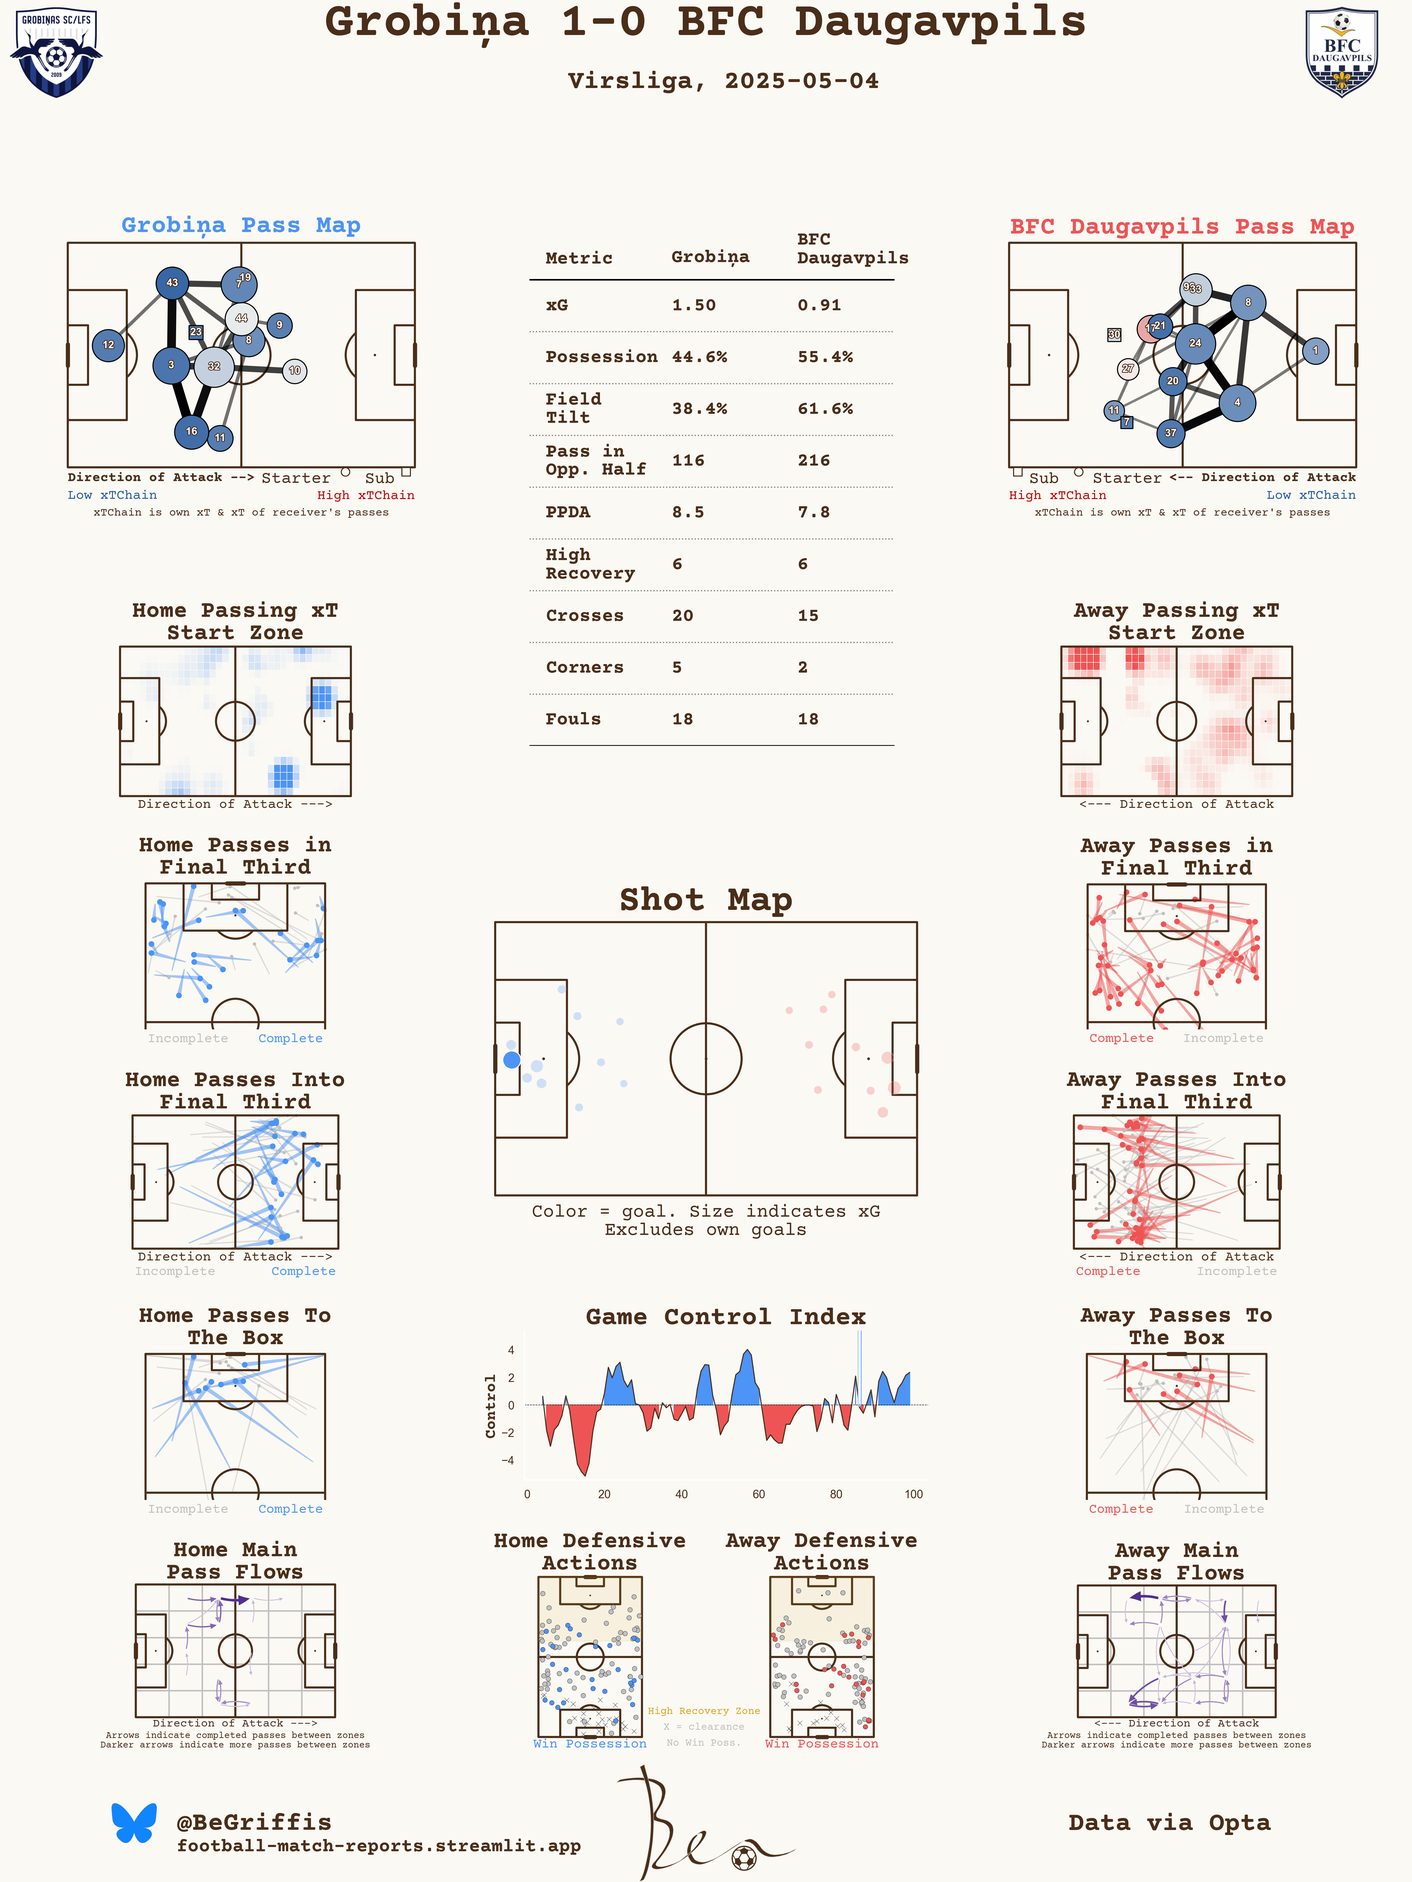 Grobiņa 1-0 BFC Daugavpils
Virsliga, 2025-05-04
GROBIŅAS SC/LFS
2009
BFC
DAUGAVPILS
Grobiņa Pass Map
43
7
19
44
9
23
8
12
3
32
10
16
11
Direction of Attack --> Starter Sub
Low xTChain High xTChain
xTChain is own xT & xT of receiver's passes
Metric Grobiņa BFC Daugavpils
xG 1.50 0.91
Possession 44.6% 55.4%
Field Tilt 38.4% 61.6%
Pass in Opp. Half 116 216
PPDA 8.5 7.8
High Recovery 6 6
Crosses 20 15
Corners 5 2
Fouls 18 18
BFC Daugavpils Pass Map
33
8
17
21
30
24
1
27
20
11
7
4
37
Sub Starter <-- Direction of Attack
High xTChain Low xTChain
xTChain is own xT & xT of receiver's passes
Home Passing xT
Start Zone
Direction of Attack --->
Away Passing xT
Start Zone
<--- Direction of Attack
Home Passes in
Final Third
Incomplete Complete
Away Passes in
Final Third
Complete Incomplete
Shot Map
Color = goal. Size indicates xG
Excludes own goals
Home Passes Into
Final Third
Direction of Attack --->
Incomplete Complete
Away Passes Into
Final Third
<--- Direction of Attack
Complete Incomplete
Home Passes To
The Box
Incomplete Complete
Game Control Index
Control
4
2
0
−2
−4
0 20 40 60 80 100
Away Passes To
The Box
Complete Incomplete
Home Main
Pass Flows
Direction of Attack --->
Arrows indicate completed passes between zones
Darker arrows indicate more passes between zones
Home Defensive
Actions
Win Possession
High Recovery Zone
X = clearance
No Win Poss.
Away Defensive
Actions
Win Possession
Away Main
Pass Flows
<--- Direction of Attack
Arrows indicate completed passes between zones
Darker arrows indicate more passes between zones
@BeGriffis
football-match-reports.streamlit.app
Ben
Data via Opta